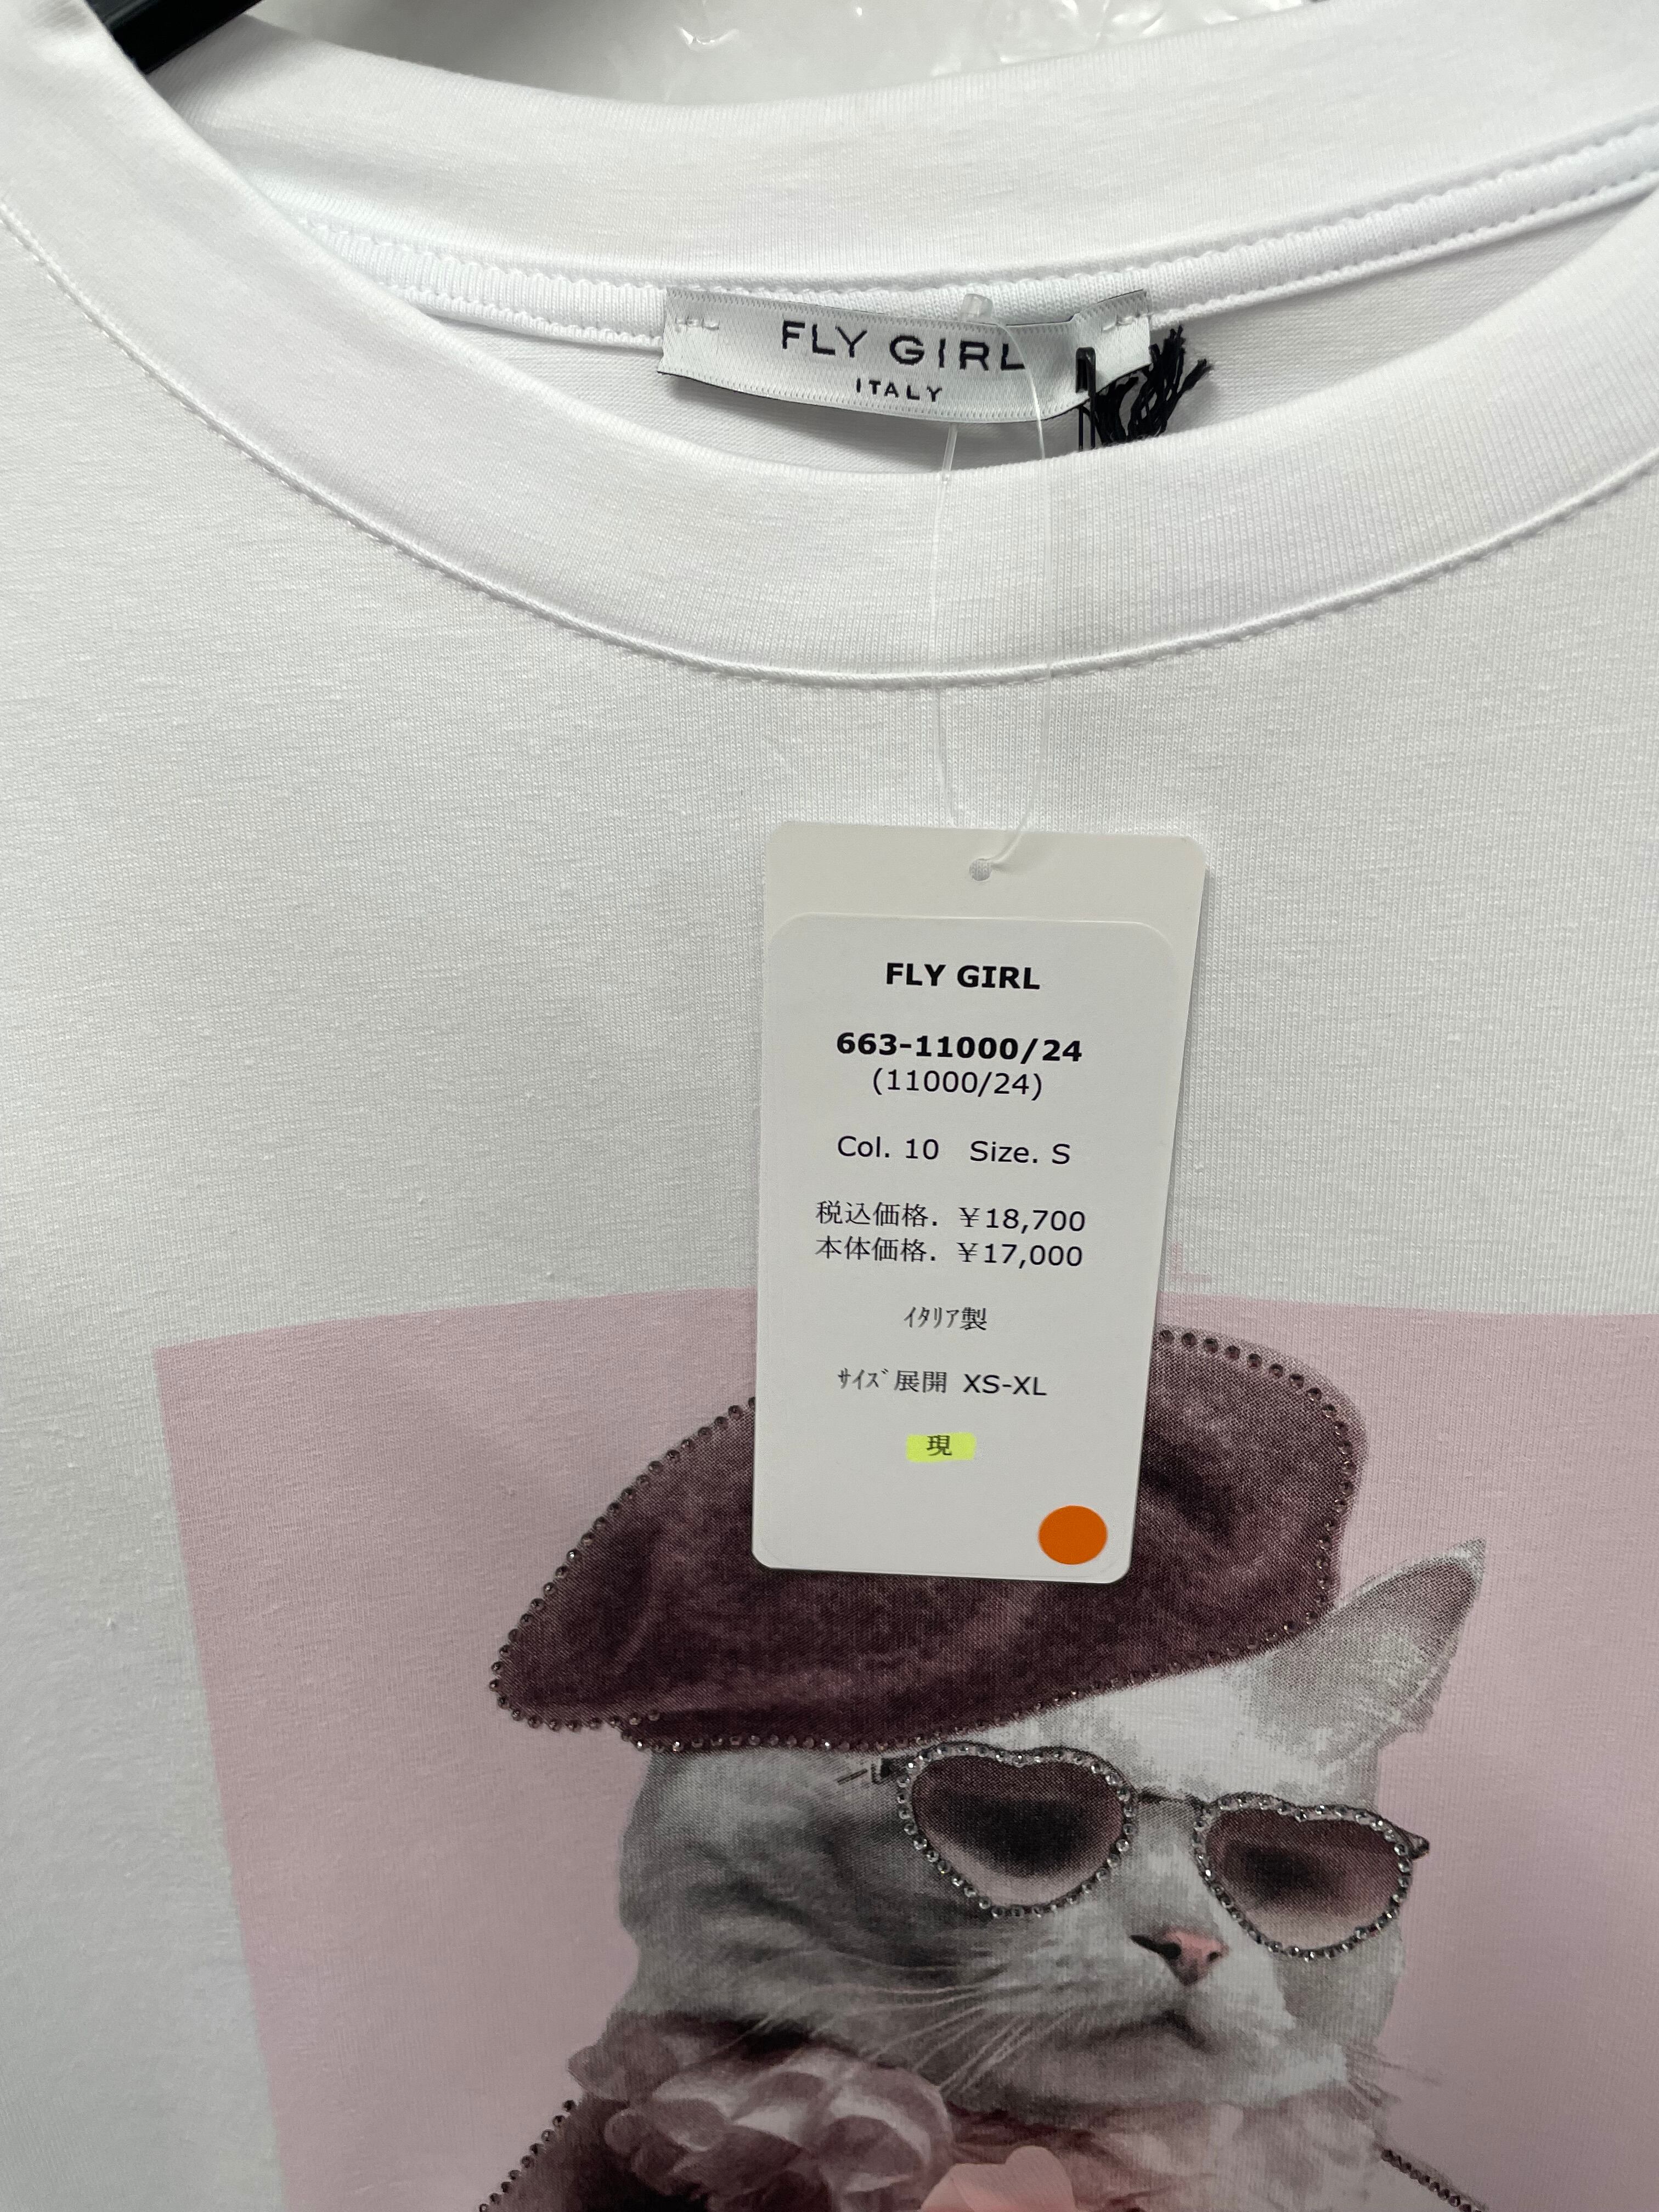 FLY GIRL
ITALY
FLY GIRL
663-11000/24
(11000/24)
Col. 10 Size. S
税込価格. ￥18,700
本体価格. ￥17,000
ｲﾀﾘｱ製
ｻｲｽﾞ展開 XS-XL
現